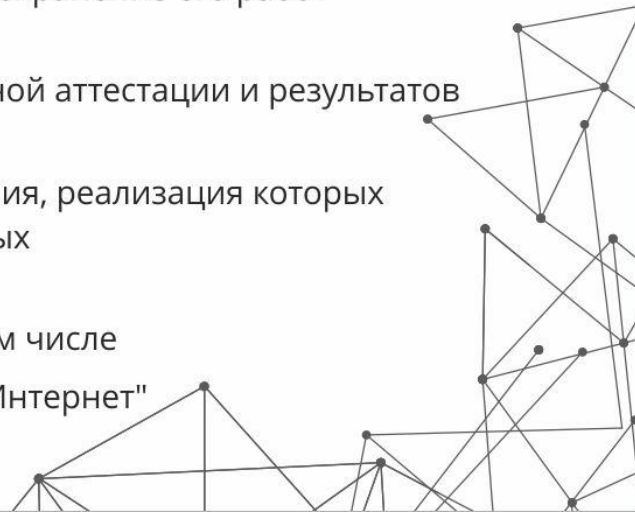 ной аттестации и результатов
ия, реализация которых
ых
м числе
Интернет"